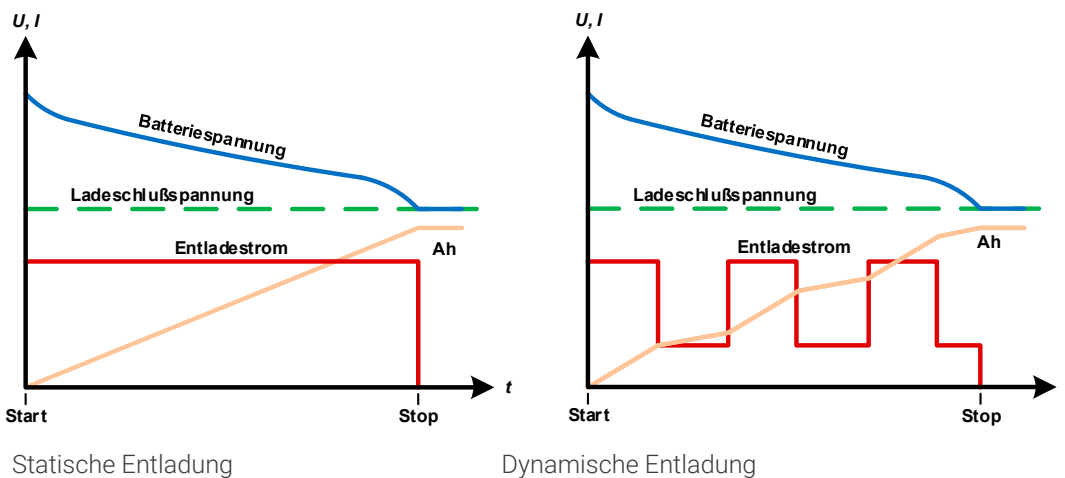 U, I
Batteriespannung
Ladeschlußspannung
Entladestrom
Ah
t
Start
Stop
Statische Entladung
U, I
Batteriespannung
Ladeschlußspannung
Entladestrom
Ah
Start
Stop
Dynamische Entladung